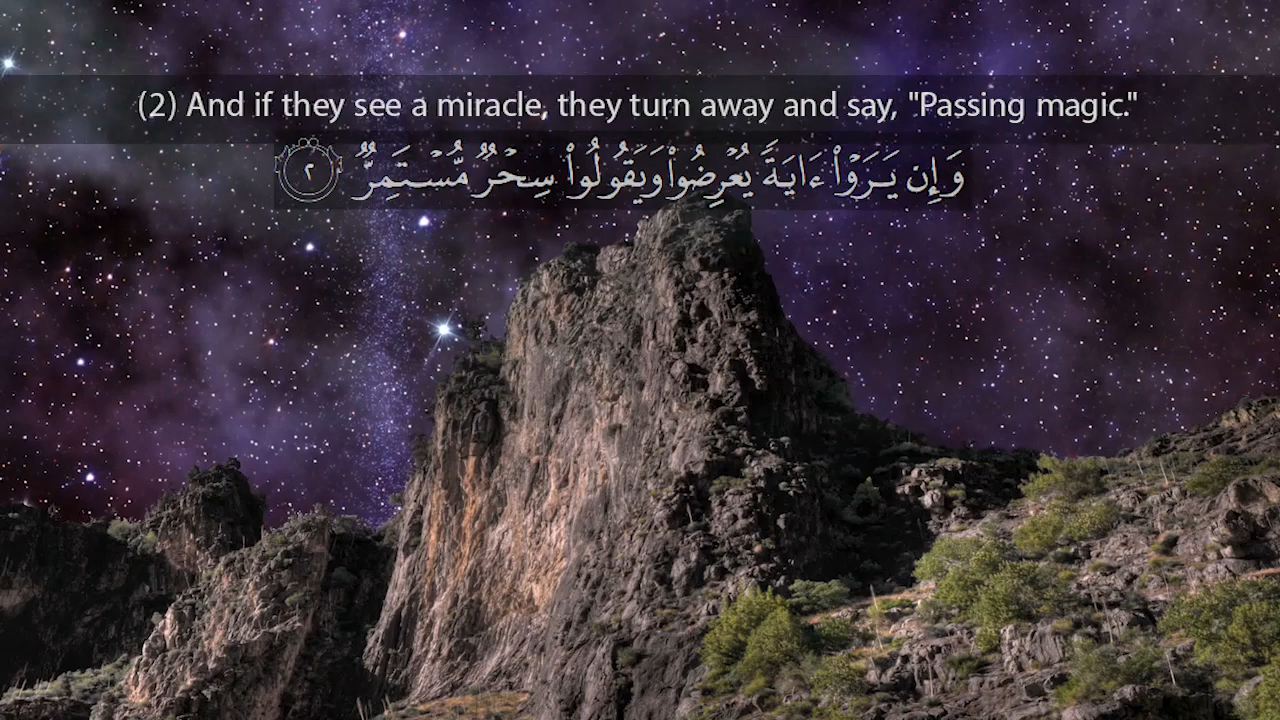 (2) And if they see a miracle, they turn away and say, "Passing magic."
وَإِن يَرَوْا۟ ءَايَةً يُعْرِضُوا۟ وَيَقُولُوا۟ سِحْرٌ مُّسْتَمِرٌّ ٢